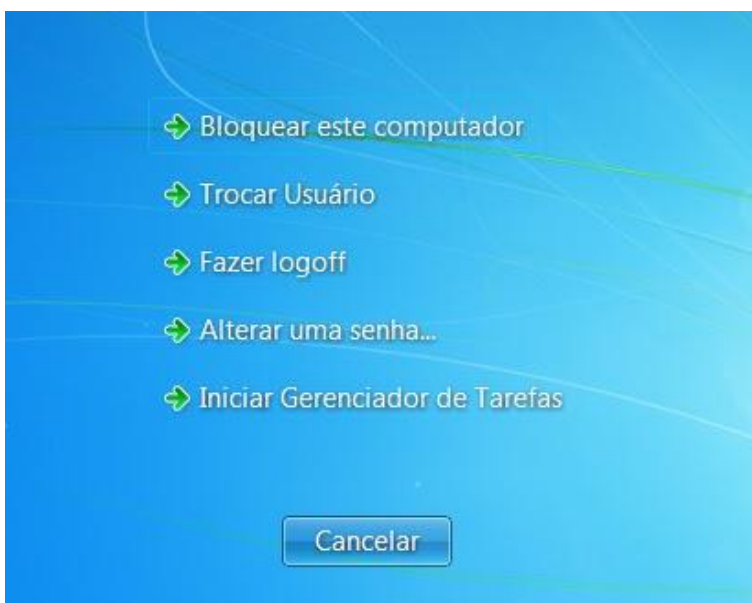 Bloquear este computador
Trocar Usuário
Fazer logoff
Alterar uma senha...
Iniciar Gerenciador de Tarefas
Cancelar